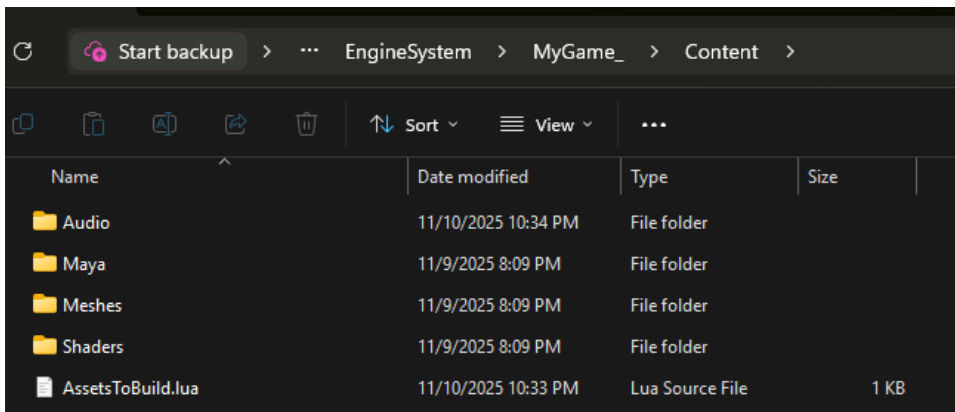 Start backup > ... EngineSystem > MyGame_ > Content >
Sort View ...
Name Date modified Type Size
Audio 11/10/2025 10:34 PM File folder
Maya 11/9/2025 8:09 PM File folder
Meshes 11/9/2025 8:09 PM File folder
Shaders 11/9/2025 8:09 PM File folder
AssetsToBuild.lua 11/10/2025 10:33 PM Lua Source File 1 KB